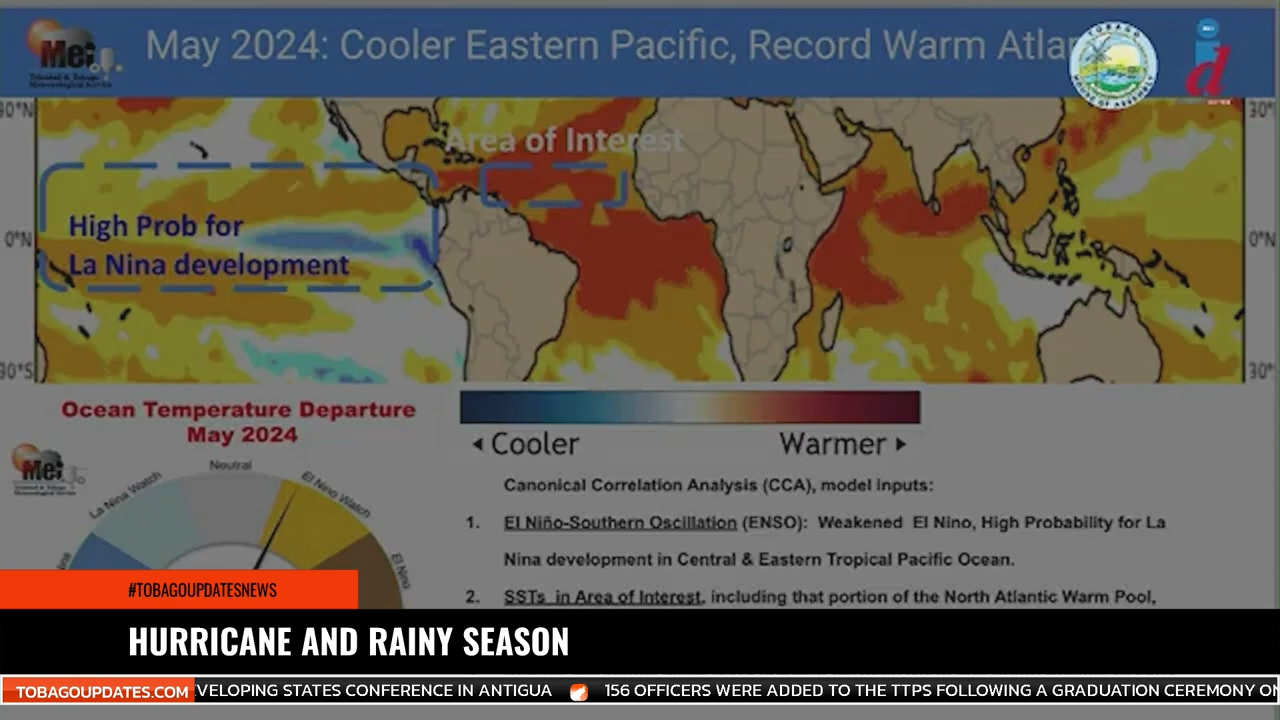 Met
May 2024: Cooler Eastern Pacific, Record Warm
TOBAGO
30°N
30°
Area of Interest
High Prob for
La Nina development
0°N
0°N
30°S
30°
Ocean Temperature Departure
May 2024
Cooler
Warmer
Met
Neutral
La Nina Watch
El Nino Watch
El Nino
Canonical Correlation Analysis (CCA), model inputs:
1. El Niño-Southern Oscillation (ENSO): Weakened El Nino, High Probability for La
Nina development in Central & Eastern Tropical Pacific Ocean.
2. SSTs in Area of Interest, including that portion of the North Atlantic Warm Pool,
#TOBAGOUPDATESNEWS
HURRICANE AND RAINY SEASON
TOBAGOUPDATES.COM VELOPING STATES CONFERENCE IN ANTIGUA 156 OFFICERS WERE ADDED TO THE TTPS FOLLOWING A GRADUATION CEREMONY ON